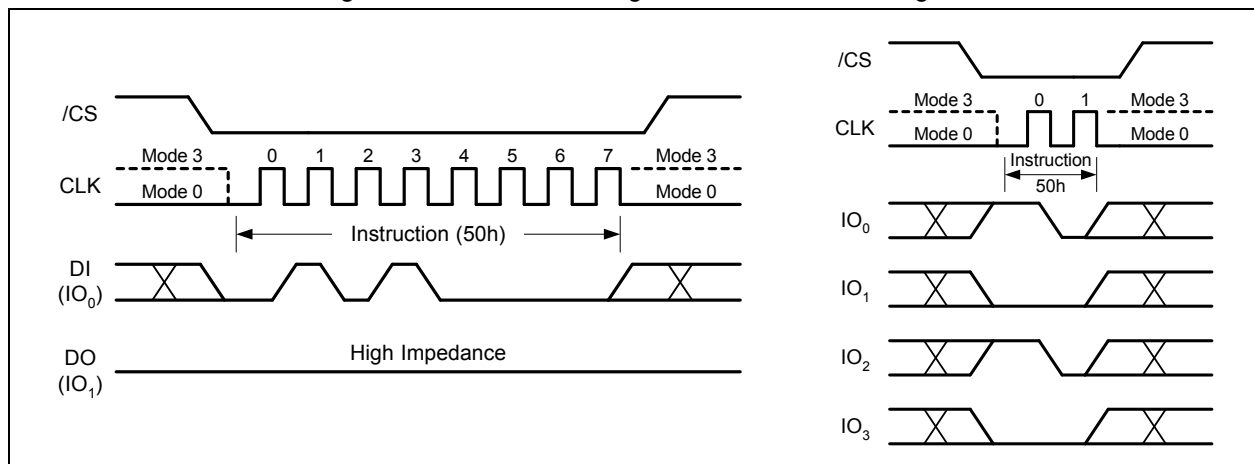 /CS
Mode 3 0 1 2 3 4 5 6 7 Mode 3
CLK
Mode 0 Mode 0
Instruction (50h)
DI
(IO0)
High Impedance
DO
(IO1)
/CS
Mode 3 0 1 Mode 3
CLK
Mode 0 Mode 0
Instruction
50h
IO0
IO1
IO2
IO3